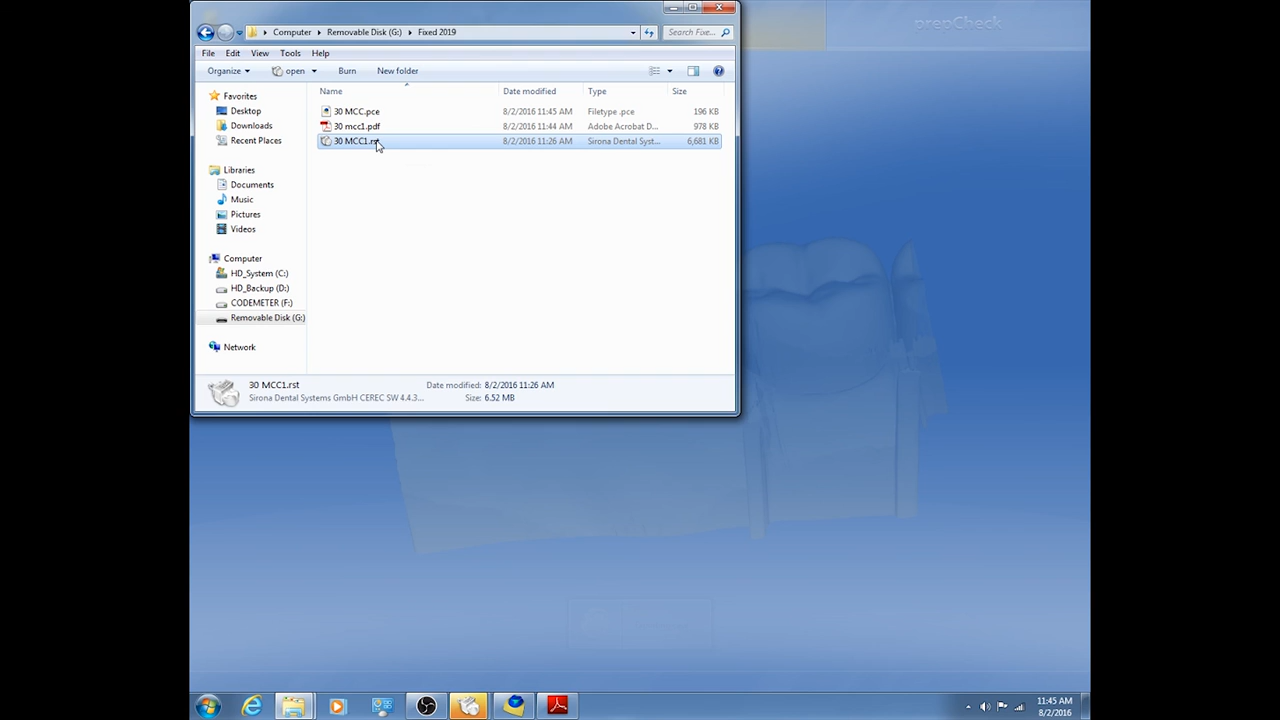 prepCheck
Computer Removable Disk (G:) Fixed 2019
Search Fixe...
File Edit View Tools Help
Organize open Burn New folder
Name Date modified Type Size
Favorites
Desktop
Downloads
Recent Places
Libraries
Documents
Music
Pictures
Videos
Computer
HD_System (C:)
HD_Backup (D:)
CODEMETER (F:)
Removable Disk (G:)
Network
30 MCC.pce 8/2/2016 11:45 AM Filetype .pce 196 KB
30 mcc1.pdf 8/2/2016 11:44 AM Adobe Acrobat D... 978 KB
30 MCC1.rst 8/2/2016 11:26 AM Sirona Dental Syst... 6,681 KB
30 MCC1.rst Date modified: 8/2/2016 11:26 AM
Sirona Dental Systems GmbH CEREC SW 4.4.3... Size: 6.52 MB
11:45 AM
8/2/2016